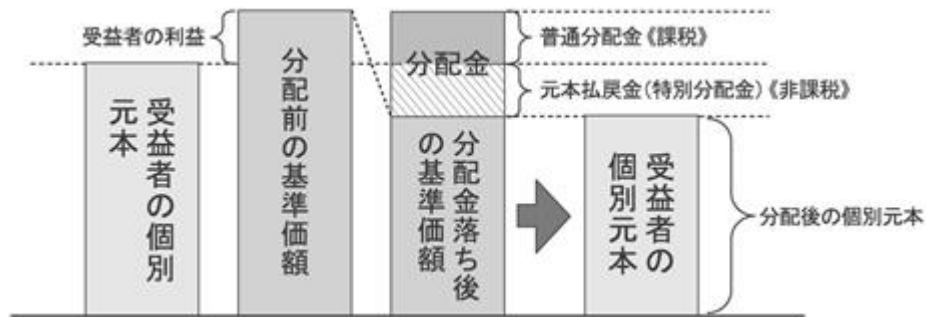 受益者の利益
受益者の個別
元本
分配前の基準価額
分配金
分配金落ち後
の基準価額
普通分配金《課税》
元本払戻金(特別分配金)《非課税》
受益者の
個別元本
分配後の個別元本